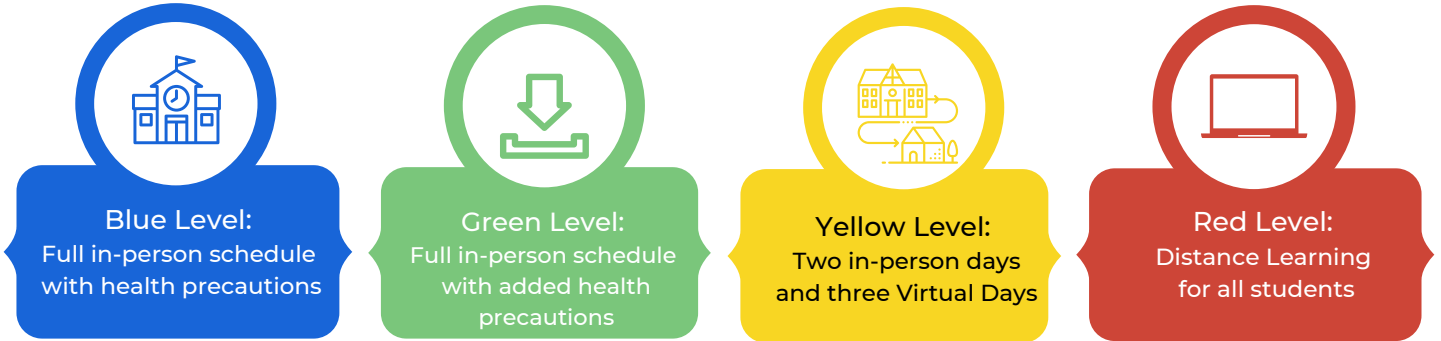 Blue Level:
Full in-person schedule
with health precautions
Green Level:
Full in-person schedule
with added health
precautions
Yellow Level:
Two in-person days
and three Virtual Days
Red Level:
Distance Learning
for all students